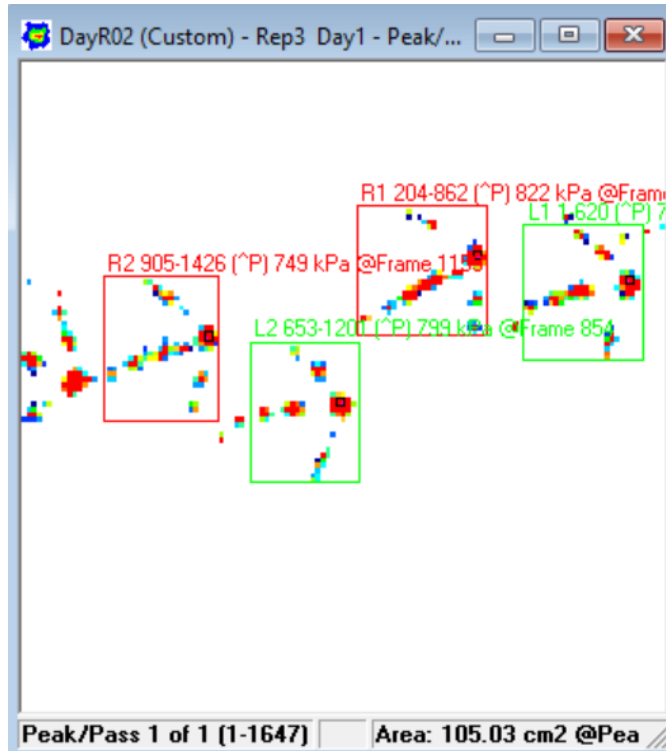 DayR02 (Custom) - Rep3 Day1 - Peak/...
R1 204-862 (^P) 822 kPa @Frame
L1 1-620 (^P) 7
R2 905-1426 (^P) 749 kPa @Frame 115
L2 653-1201 (^P) 799 kPa @Frame 854
Peak/Pass 1 of 1 (1-1647)
Area: 105.03 cm2 @Pea